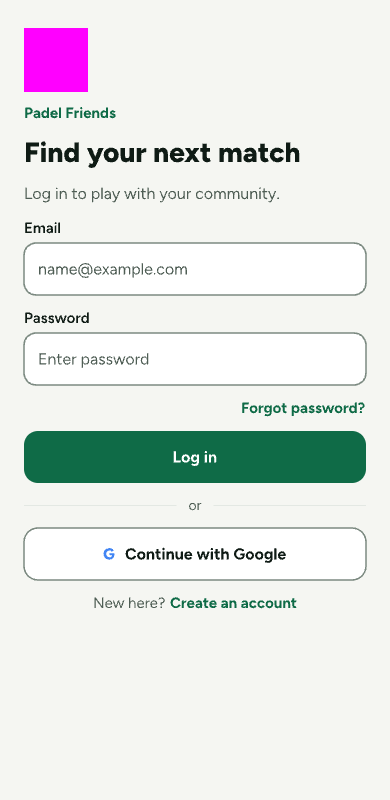 Padel Friends
Find your next match
Log in to play with your community.
Email
name@example.com
Password
Enter password
Forgot password?
Log in
or
G Continue with Google
New here? Create an account